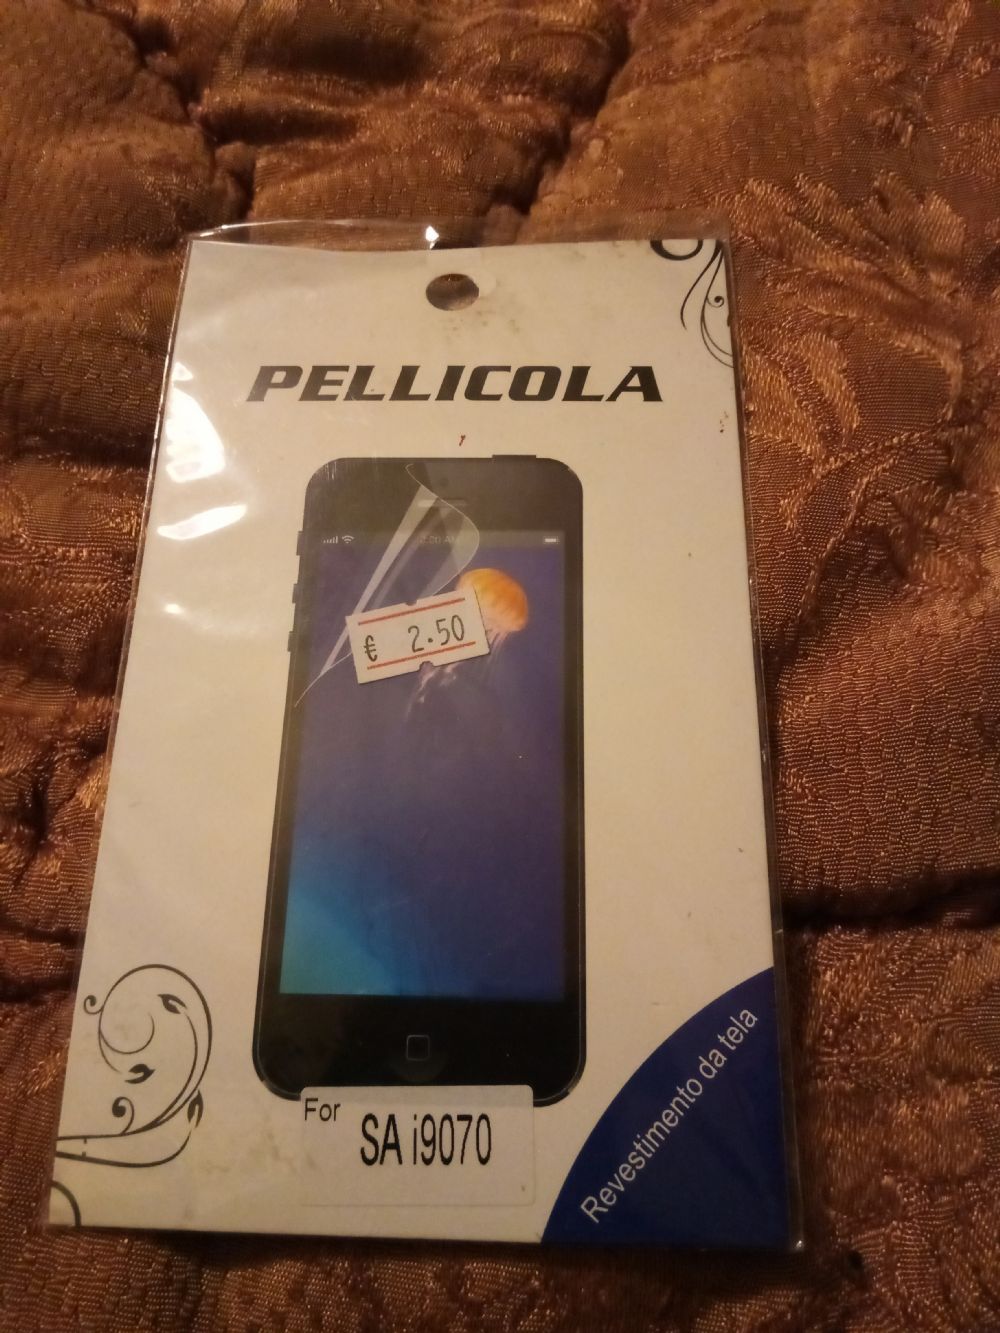 PELLICOLA
€ 2.50
For
SA i9070
Revestimento da tela